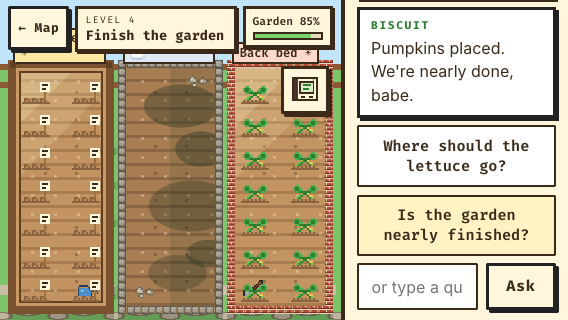 ← Map
LEVEL 4
Finish the garden
Garden 85%
Back bed ☀
BISCUIT
Pumpkins placed.
We're nearly done,
babe.
Where should the
lettuce go?
Is the garden
nearly finished?
or type a qu
Ask